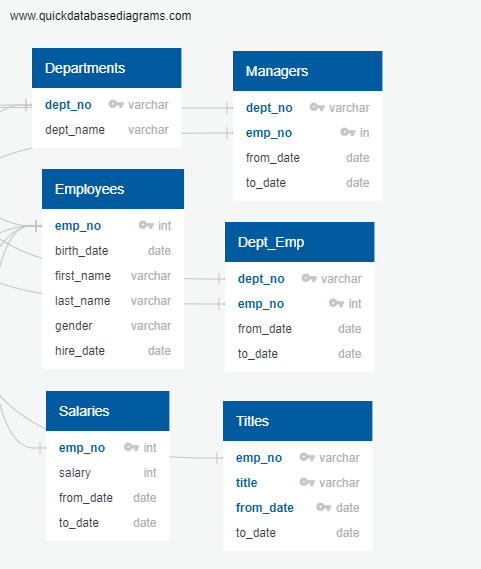 www.quickdatabasediagrams.com
Departments
dept_no varchar
dept_name varchar
Managers
dept_no varchar
emp_no in
from_date date
to_date date
Employees
emp_no int
birth_date date
first_name varchar
last_name varchar
gender varchar
hire_date date
Dept_Emp
dept_no varchar
emp_no int
from_date date
to_date date
Salaries
emp_no int
salary int
from_date date
to_date date
Titles
emp_no varchar
title varchar
from_date date
to_date date